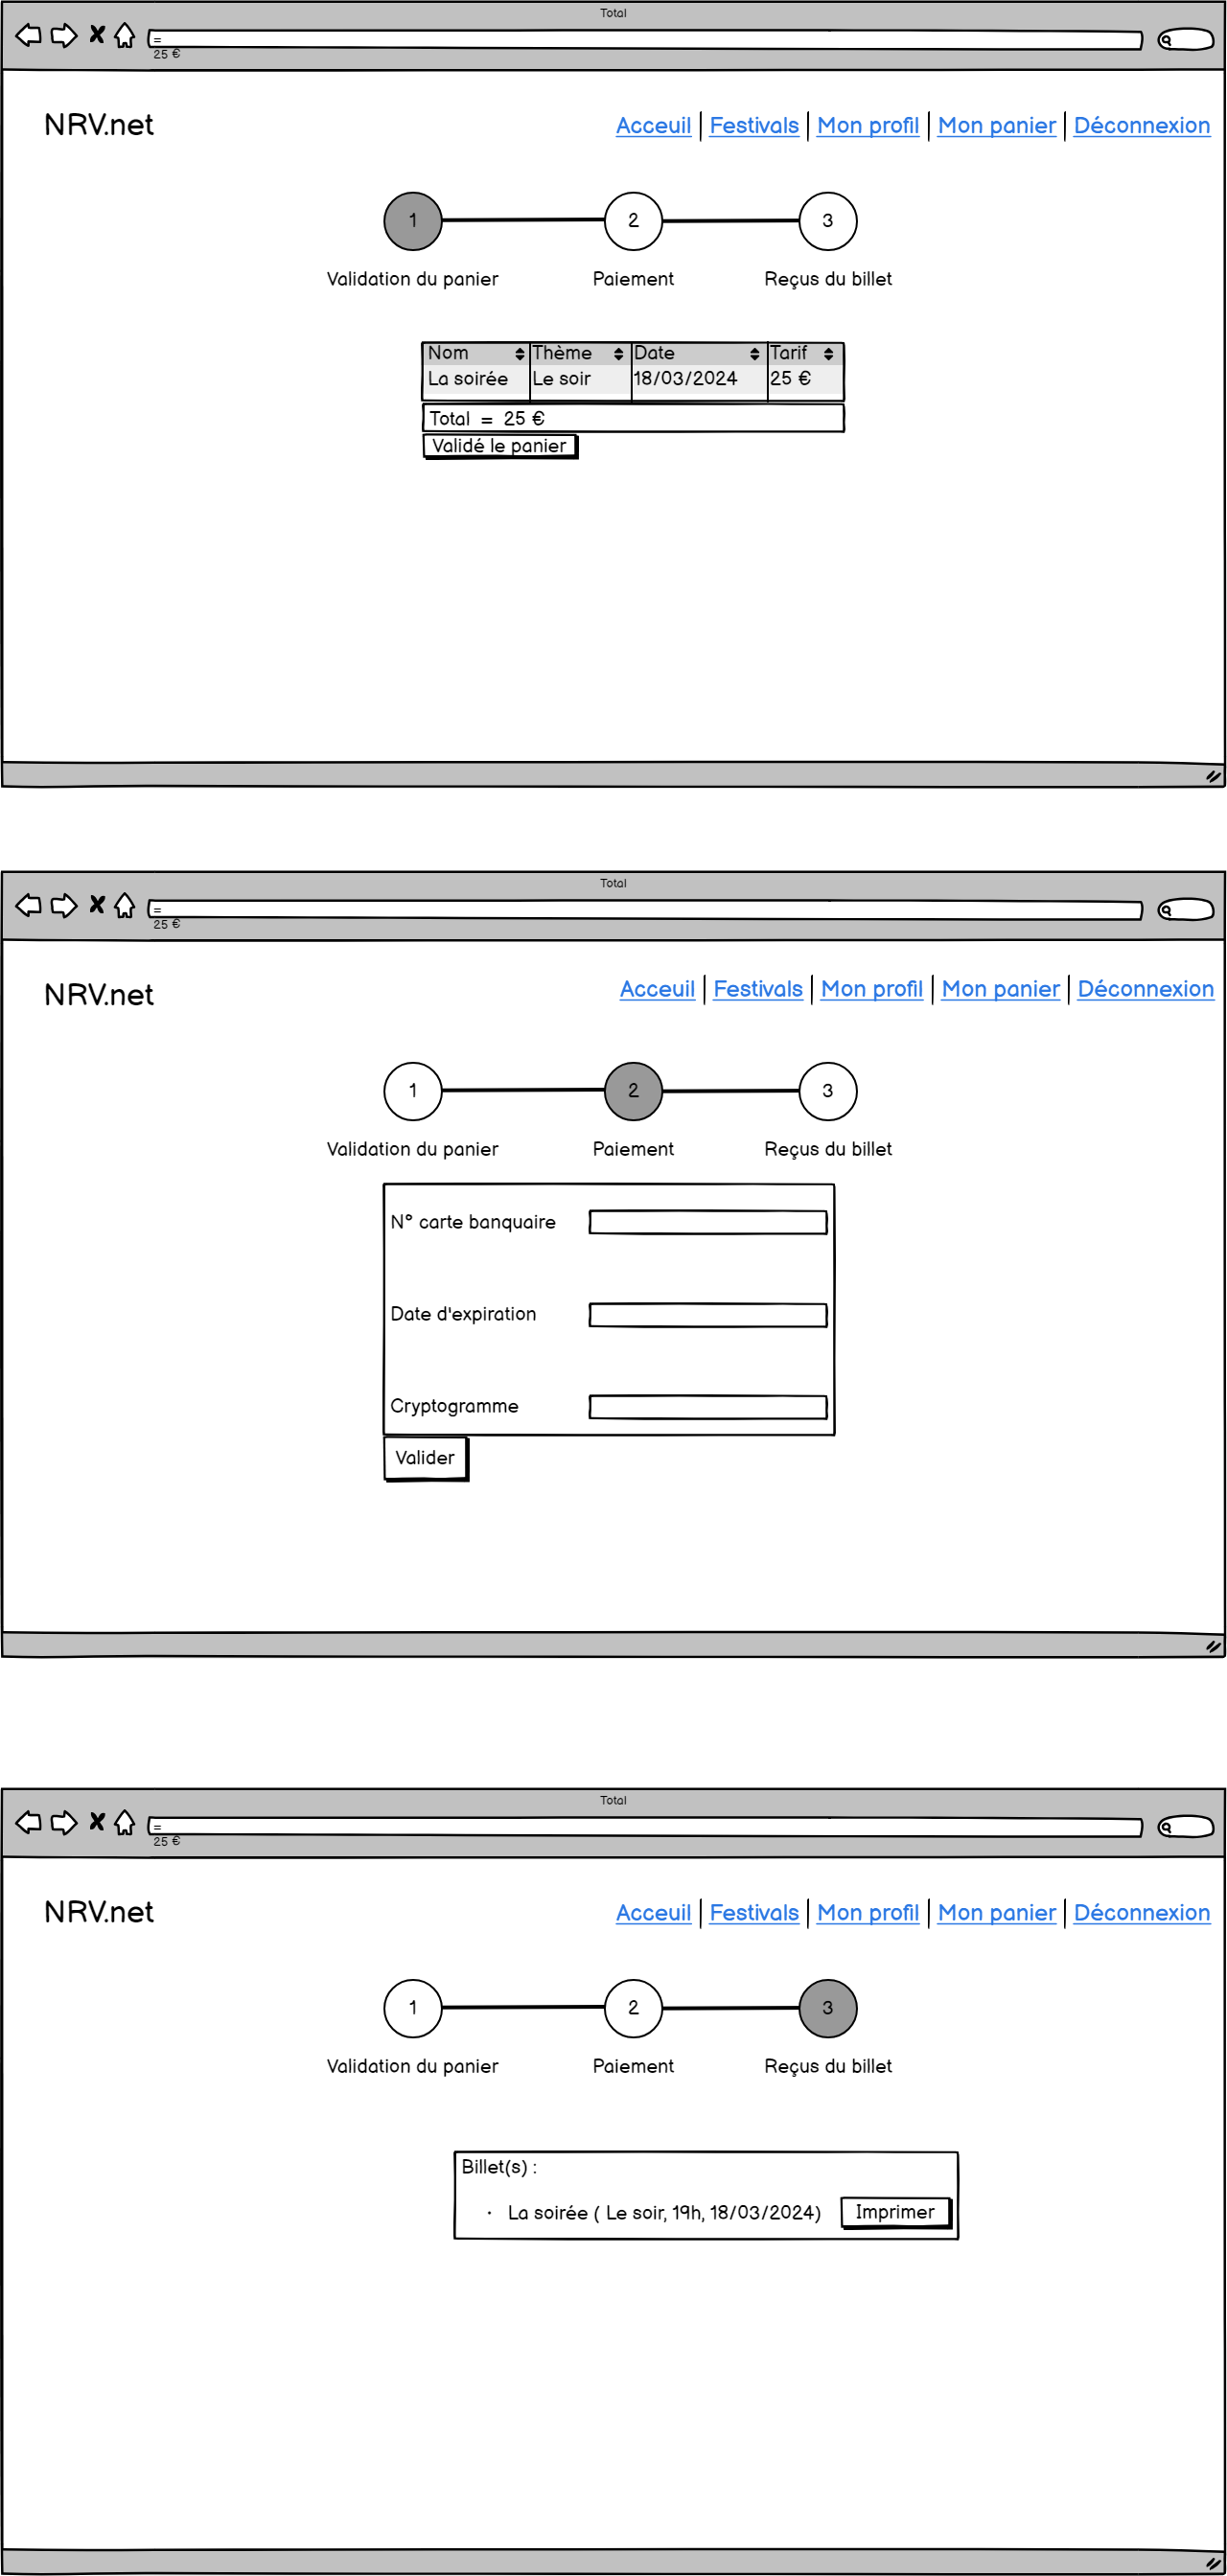 Total
=
25 €
NRV.net
Acceuil | Festivals | Mon profil | Mon panier | Déconnexion
1 2 3
Validation du panier Paiement Reçus du billet
Nom Thème Date Tarif
La soirée Le soir 18/03/2024 25 €
Total = 25 €
Validé le panier
Total
=
25 €
NRV.net
Acceuil | Festivals | Mon profil | Mon panier | Déconnexion
1 2 3
Validation du panier Paiement Reçus du billet
N° carte banquaire
Date d'expiration
Cryptogramme
Valider
Total
=
25 €
NRV.net
Acceuil | Festivals | Mon profil | Mon panier | Déconnexion
1 2 3
Validation du panier Paiement Reçus du billet
Billet(s) :
• La soirée ( Le soir, 19h, 18/03/2024) Imprimer